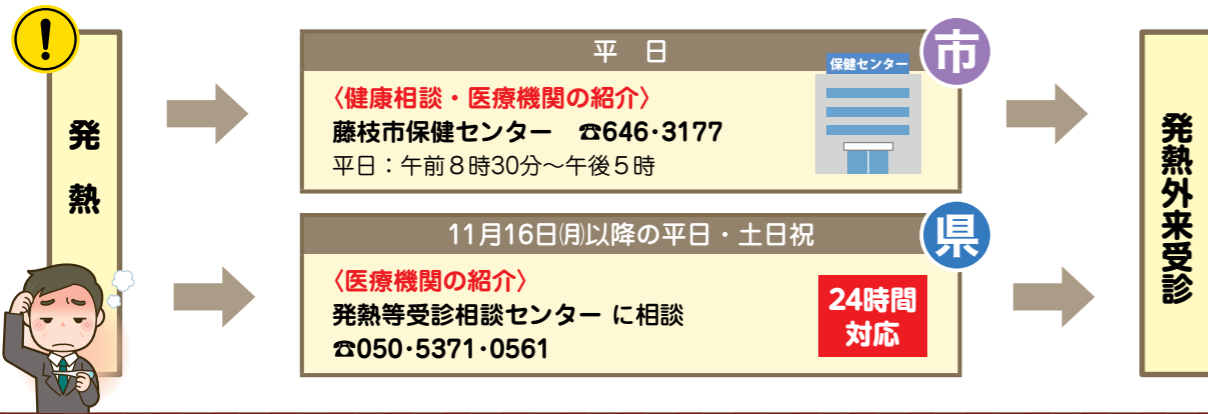 !
発熱
平 日
市
保健センター
〈健康相談・医療機関の紹介〉
藤枝市保健センター ☎646・3177
平日：午前８時30分～午後５時
11月16日㈪以降の平日・土日祝
県
〈医療機関の紹介〉
発熱等受診相談センター に相談
☎050・5371・0561
24時間
対応
発熱外来受診